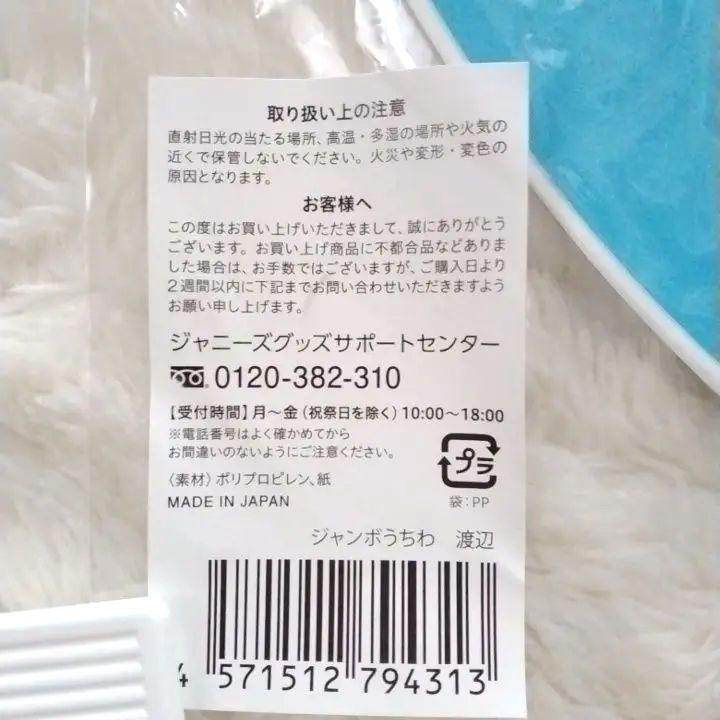 取り扱い上の注意
直射日光の当たる場所、高温・多湿の場所や火気の
近くで保管しないでください。火災や変形・変色の
原因となります。
お客様へ
この度はお買い上げいただきまして、誠にありがとう
ございます。お買い上げ商品に不都合品などありまし
た場合は、お手数ではございますが、ご購入日より
2週間以内に下記までお問い合わせいただきますよう
お願い申し上げます。
ジャニーズグッズサポートセンター
0120-382-310
【受付時間】月〜金（祝祭日を除く）10:00〜18:00
※電話番号はよく確かめてから
お間違いのないようにご注意ください。
〈素材〉ポリプロピレン、紙
MADE IN JAPAN
プラ
袋：PP
ジャンボうちわ　渡辺
4 571512 794313